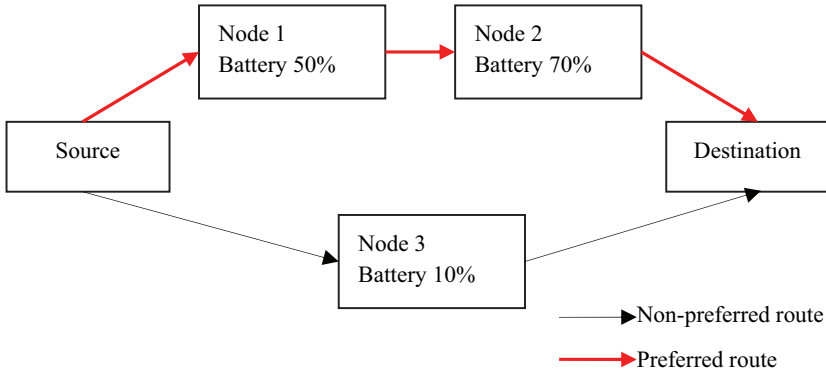 Node 1
Battery 50%
Node 2
Battery 70%
Source
Destination
Node 3
Battery 10%
Non-preferred route
Preferred route